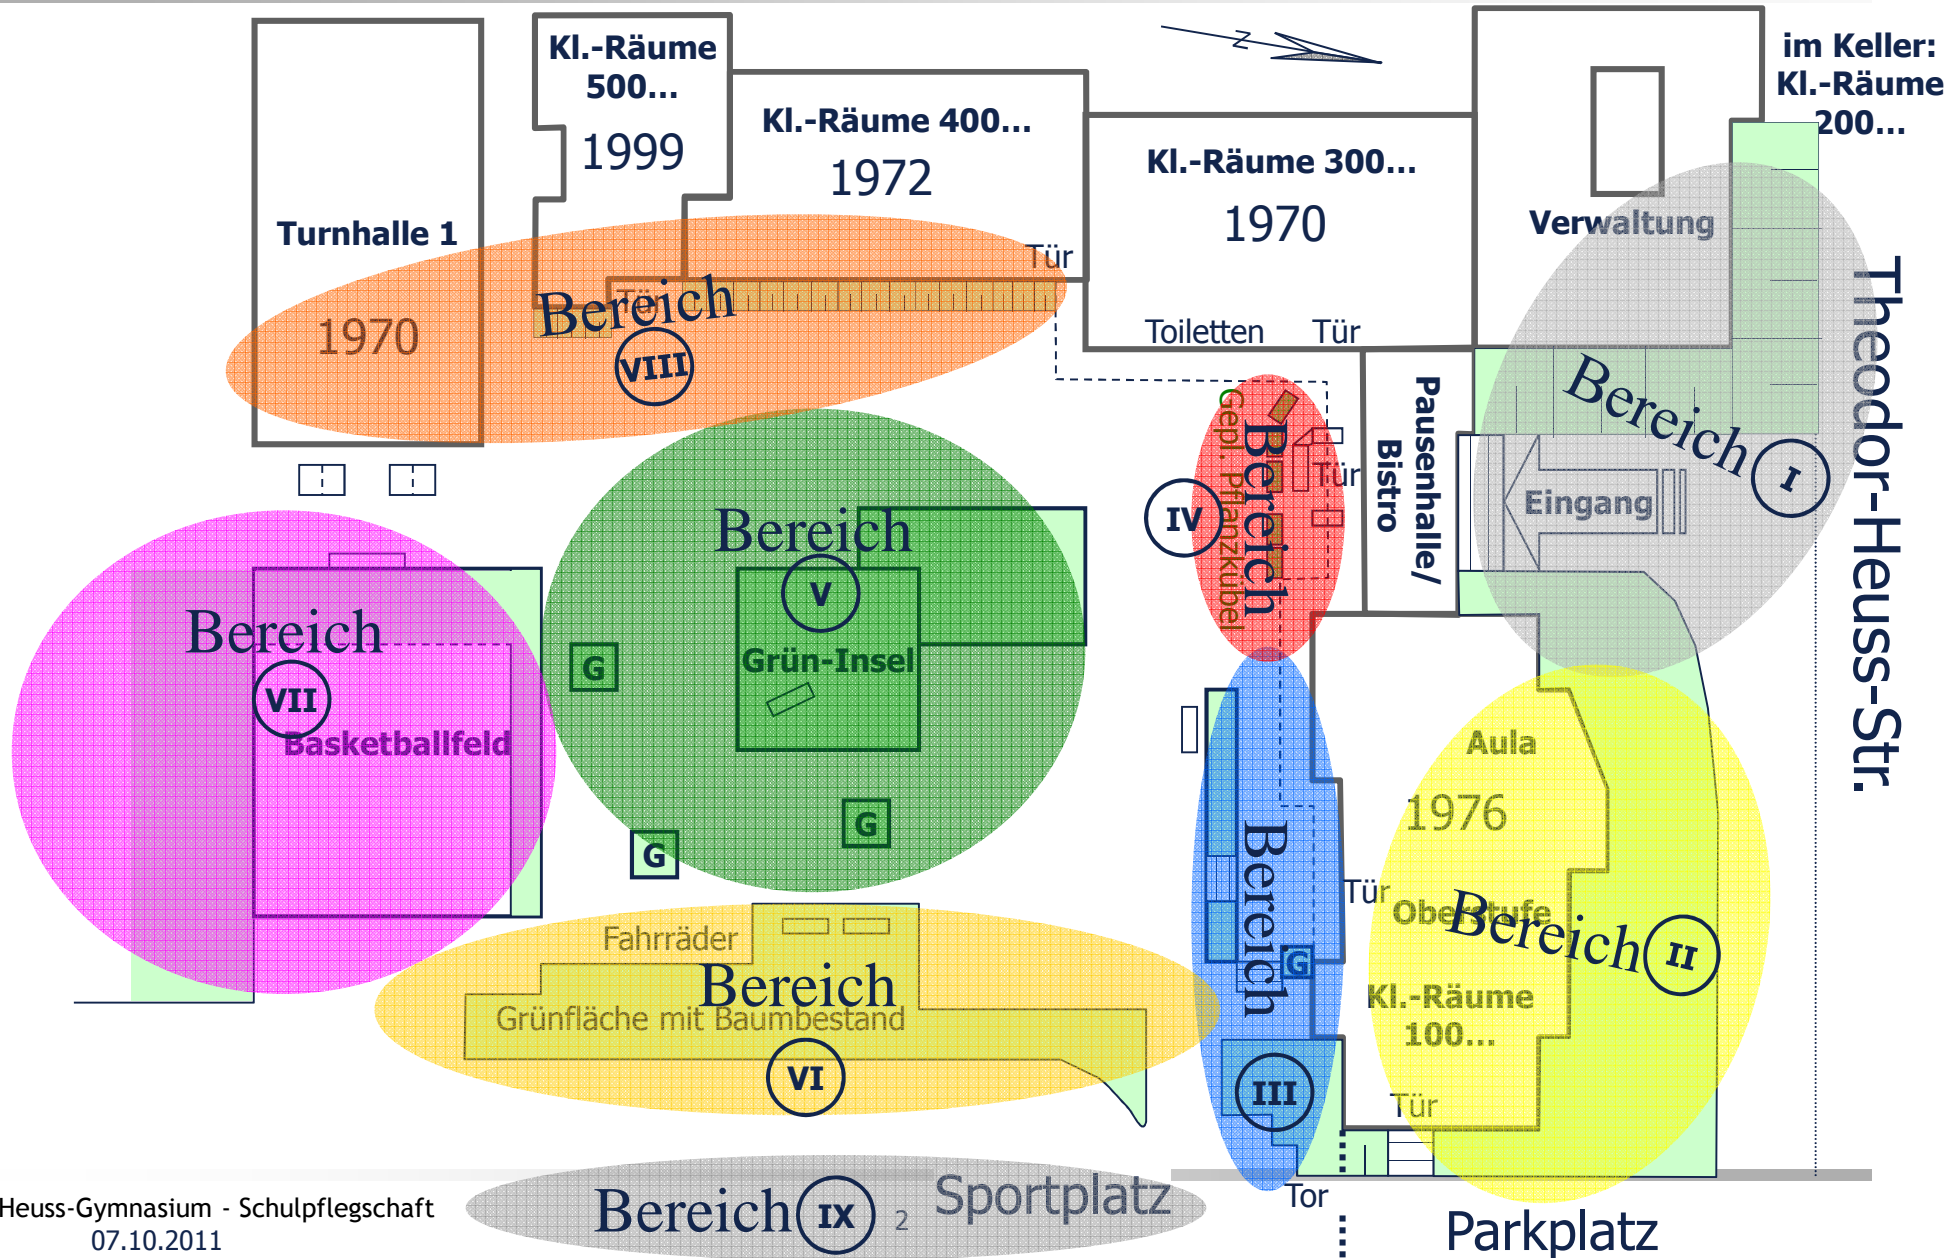 Kl.-Räume
500...
1999
Kl.-Räume 400...
1972
Tür
Z
Kl.-Räume 300...
1970
Toiletten
Tür
im Keller:
Kl.-Räume
200...
Verwaltung
Turnhalle 1
1970
Tür
Bereich
VIII
Theodor-Heuss-Str.
Bereich
I
Eingang
Pausenhalle/
Bistro
Gepl. Pflanzkübel
Bereich
IV
Tür
Bereich
V
Grün-Insel
G
G
G
Bereich
VII
Basketballfeld
Aula
1976
Tür
Oberstufe
Bereich
II
Kl.-Räume
100...
Tür
Bereich
G
III
Fahrräder
Bereich
Grünfläche mit Baumbestand
VI
Bereich IX
2
Sportplatz
Tor
Parkplatz
Heuss-Gymnasium - Schulpflegschaft
07.10.2011